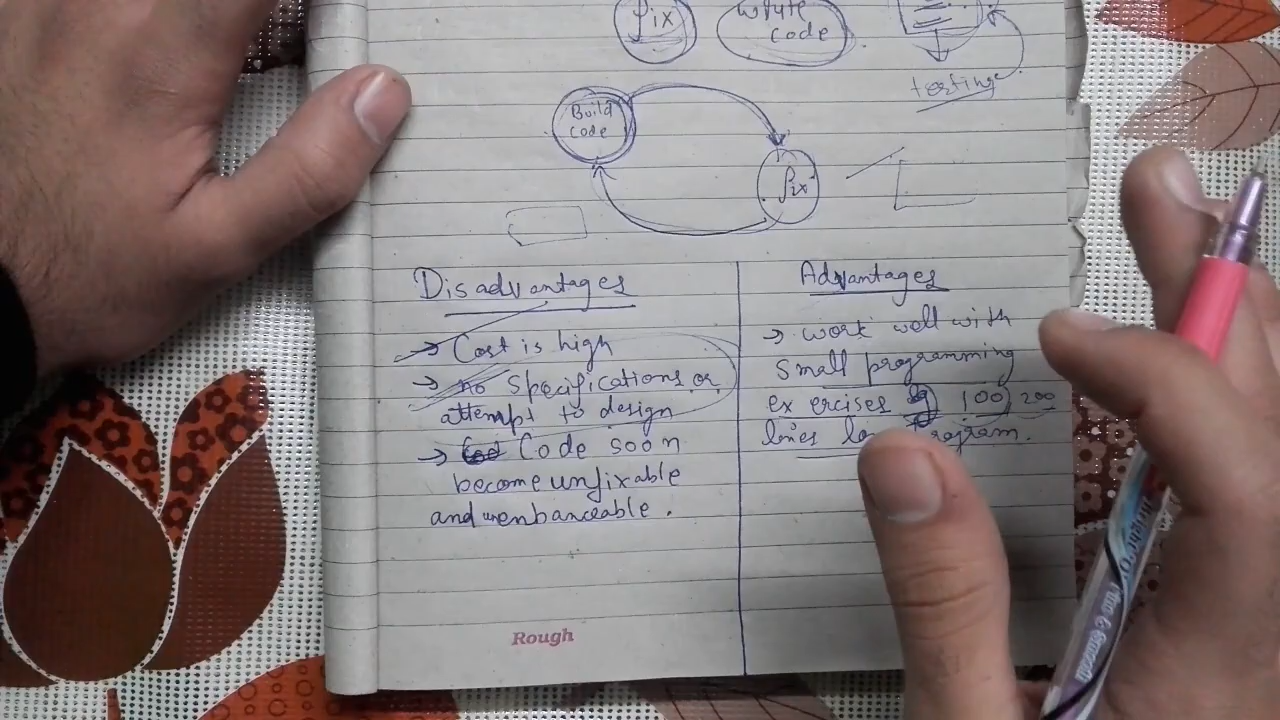 fix
Write
code
testing
Build
Code
fix
Disadvantages
→ Cost is high
→ no specifications or
attempt to design
→ Code soon
become unfixable
and unenhanceable.
Advantages
→ work well with
small programming
exercises 100, 200
lines program.
Rough